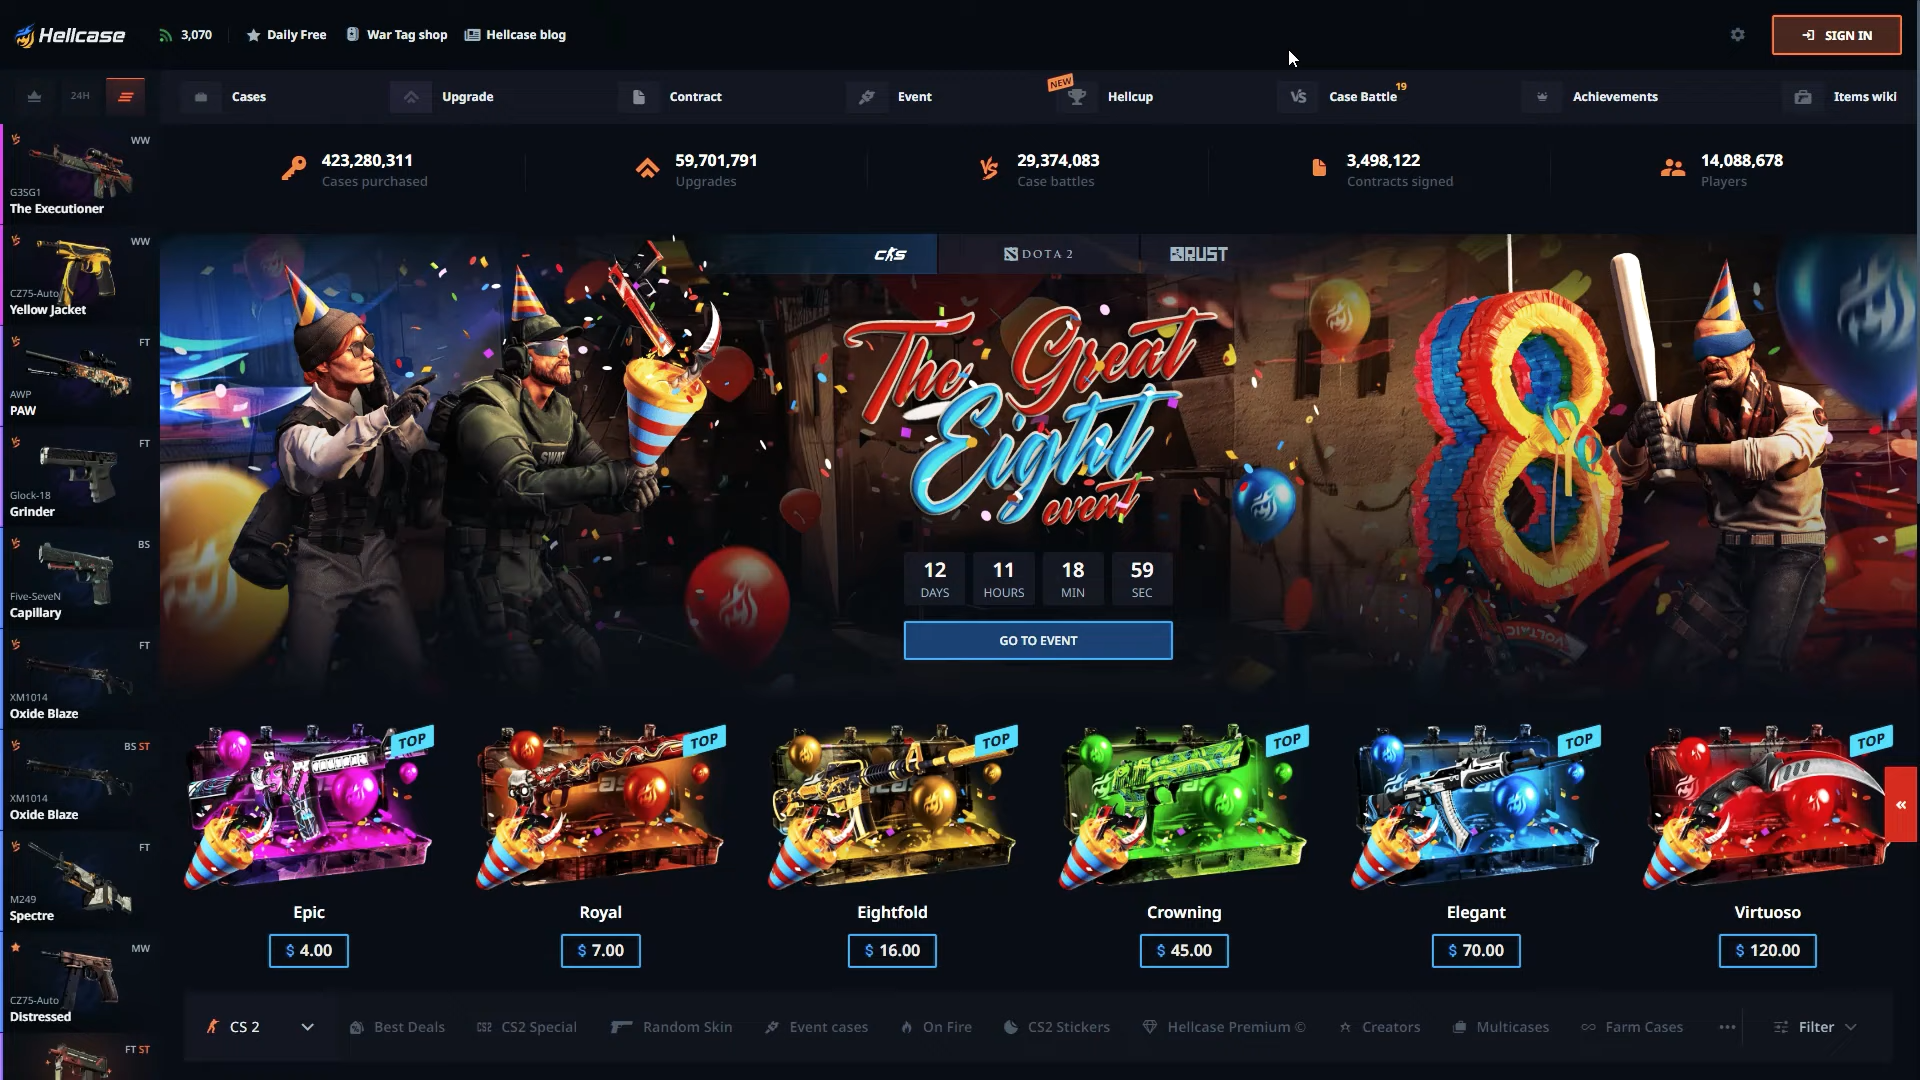 Hellcase
3,070
Daily Free
War Tag shop
Hellcase blog
SIGN IN
24H
Cases
Upgrade
Contract
Event
NEW
Hellcup
VS
Case Battle
19
Achievements
Items wiki
423,280,311
Cases purchased
59,701,791
Upgrades
29,374,083
Case battles
3,498,122
Contracts signed
14,088,678
Players
WW
G3SG1
The Executioner
WW
CZ75-Auto
Yellow Jacket
FT
AWP
PAW
FT
Glock-18
Grinder
BS
Five-SeveN
Capillary
FT
XM1014
Oxide Blaze
BS ST
XM1014
Oxide Blaze
FT
M249
Spectre
MW
CZ75-Auto
Distressed
FT ST
CS
DOTA 2
RUST
The Great
Eight
event
12
DAYS
11
HOURS
18
MIN
59
SEC
GO TO EVENT
TOP
Epic
$ 4.00
TOP
Royal
$ 7.00
TOP
Eightfold
$ 16.00
TOP
Crowning
$ 45.00
TOP
Elegant
$ 70.00
TOP
Virtuoso
$ 120.00
«
CS 2
Best Deals
CS2 CS2 Special
Random Skin
Event cases
On Fire
CS2 Stickers
Hellcase Premium ©
Creators
Multicases
Farm Cases
•••
Filter